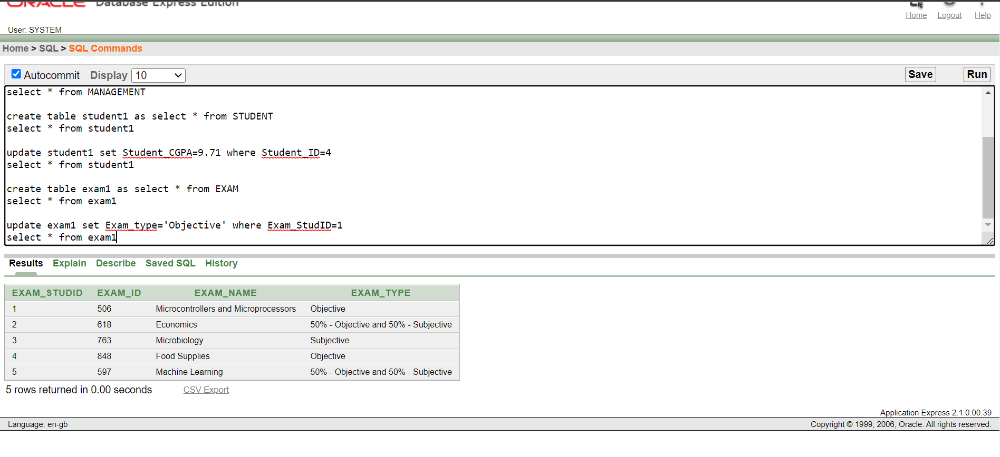 ORACLE Database Express Edition
Home Logout Help
User: SYSTEM
Home > SQL > SQL Commands
Autocommit Display 10 Save Run
select * from MANAGEMENT
create table student1 as select * from STUDENT
select * from student1
update student1 set Student_CGPA=9.71 where Student_ID=4
select * from student1
create table exam1 as select * from EXAM
select * from exam1
update exam1 set Exam_type='Objective' where Exam_StudID=1
select * from exam1
Results Explain Describe Saved SQL History
EXAM_STUDID EXAM_ID EXAM_NAME EXAM_TYPE
1 506 Microcontrollers and Microprocessors Objective
2 618 Economics 50% - Objective and 50% - Subjective
3 763 Microbiology Subjective
4 848 Food Supplies Objective
5 597 Machine Learning 50% - Objective and 50% - Subjective
5 rows returned in 0.00 seconds CSV Export
Application Express 2.1.0.00.39
Language: en-gb Copyright © 1999, 2006, Oracle. All rights reserved.